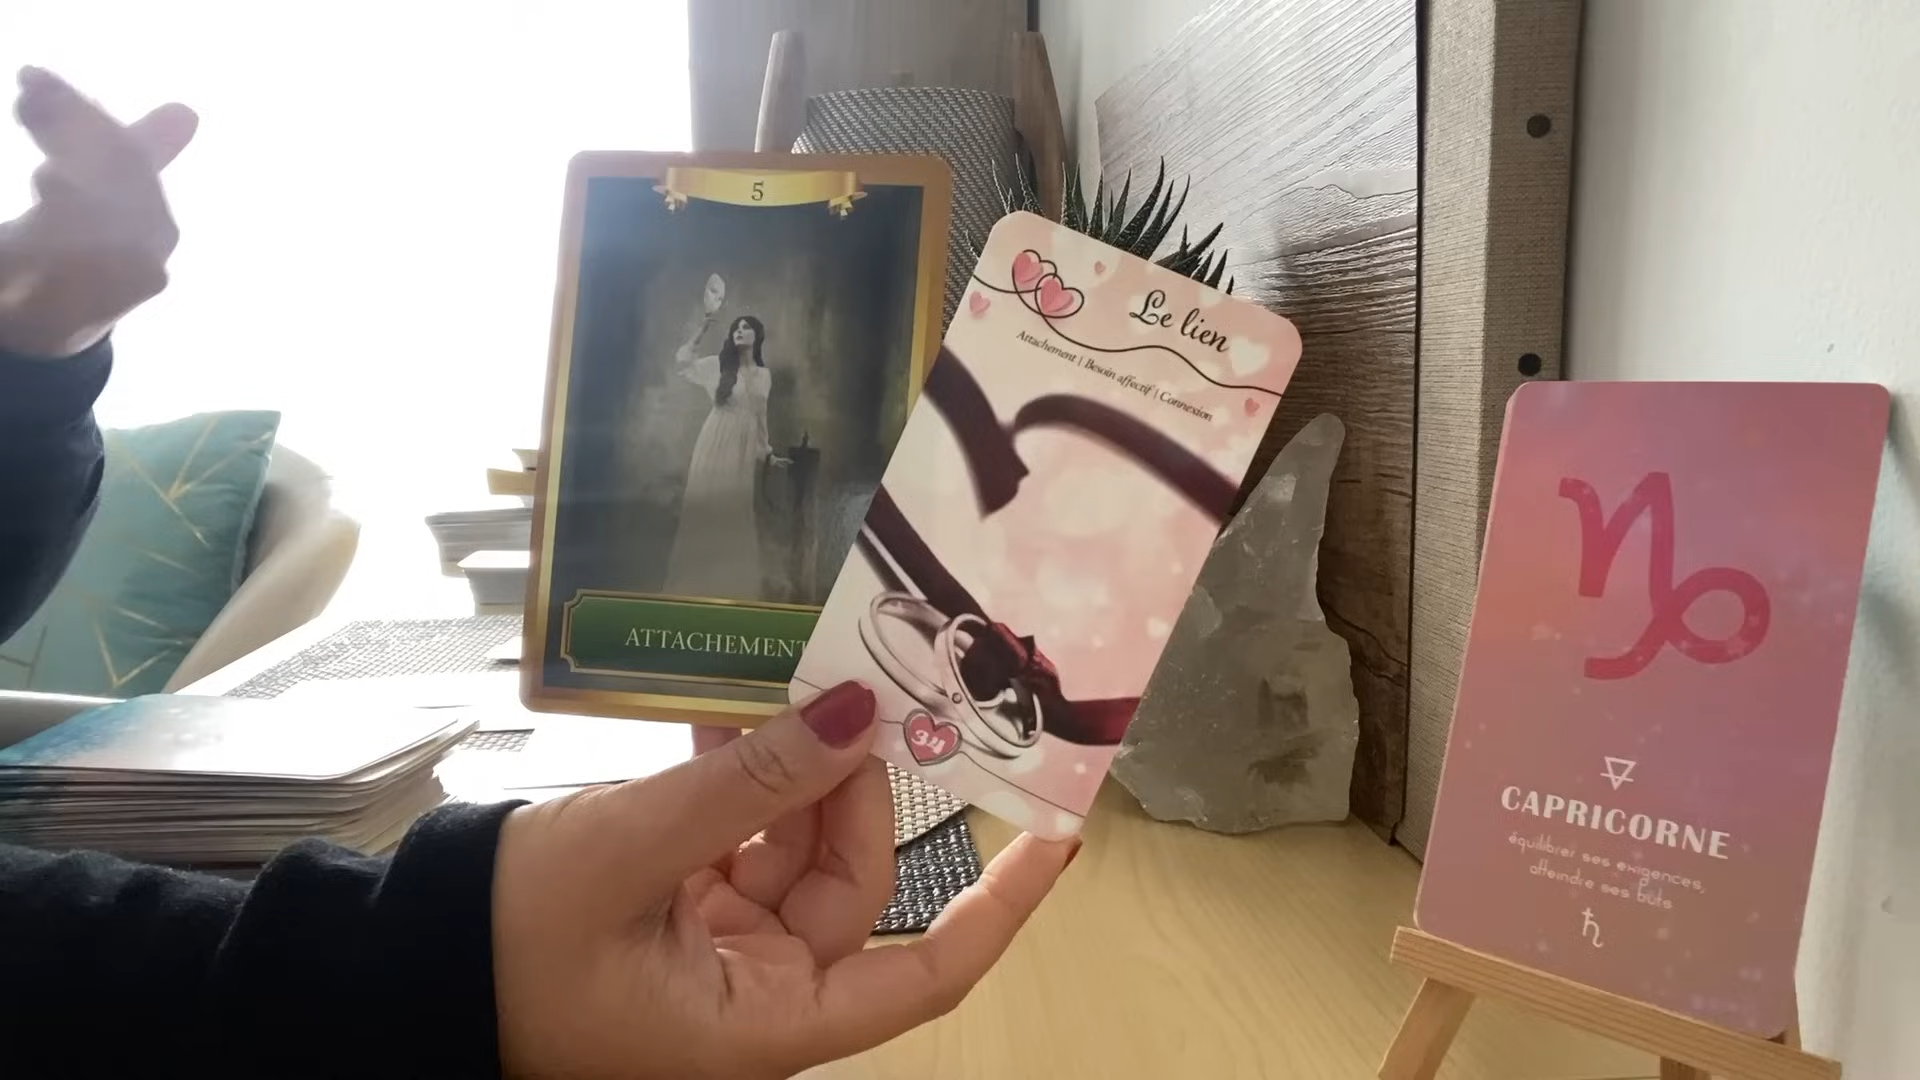 5
ATTACHEMENT
Le lien
Attachement | Besoin affectif | Connexion
34
CAPRICORNE
équilibrer ses exigences,
atteindre ses buts